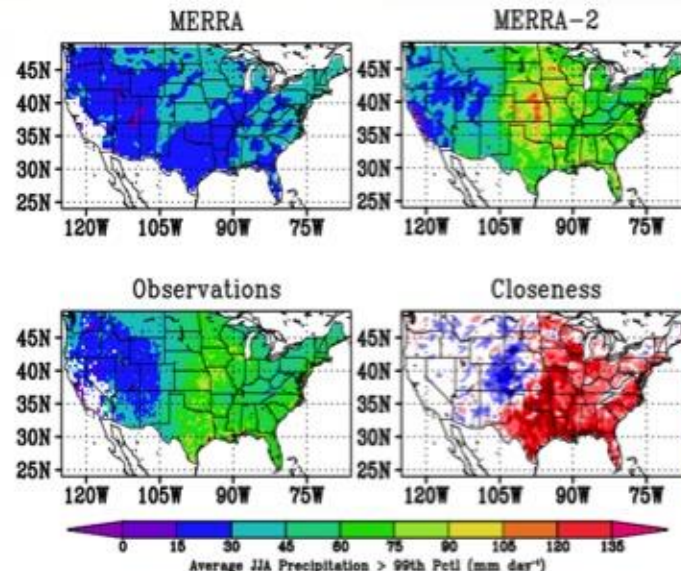 MERRA
MERRA-2
45N
40N
35N
30N
25N
120W 105W 90W 75W
45N
40N
35N
30N
25N
120W 105W 90W 75W
Observations
Closeness
45N
40N
35N
30N
25N
120W 105W 90W 75W
45N
40N
35N
30N
25N
120W 105W 90W 75W
0 15 30 45 60 75 90 105 120 135
Average JJA Precipitation > 99th Pctl (mm day⁻¹)